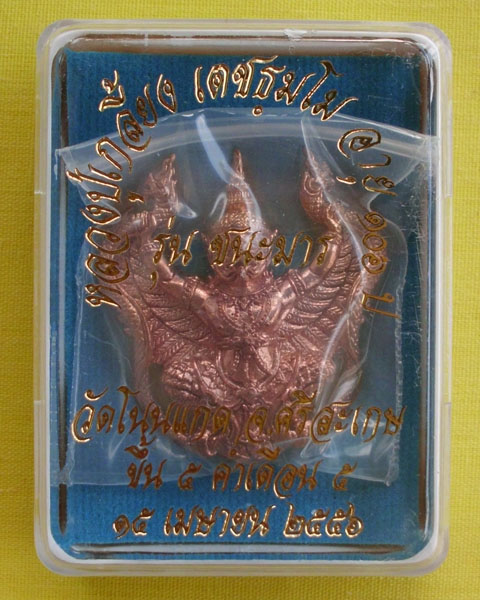 หลวงปู่เกลี้ยง เตชธมฺโม อายุ ๑๐๖ ปี
รุ่น ชนะมาร
วัดโนนแกด จ.ศรีสะเกษ
ขึ้น ๕ ค่ำเดือน ๕
๑๕ เมษายน ๒๕๕๖